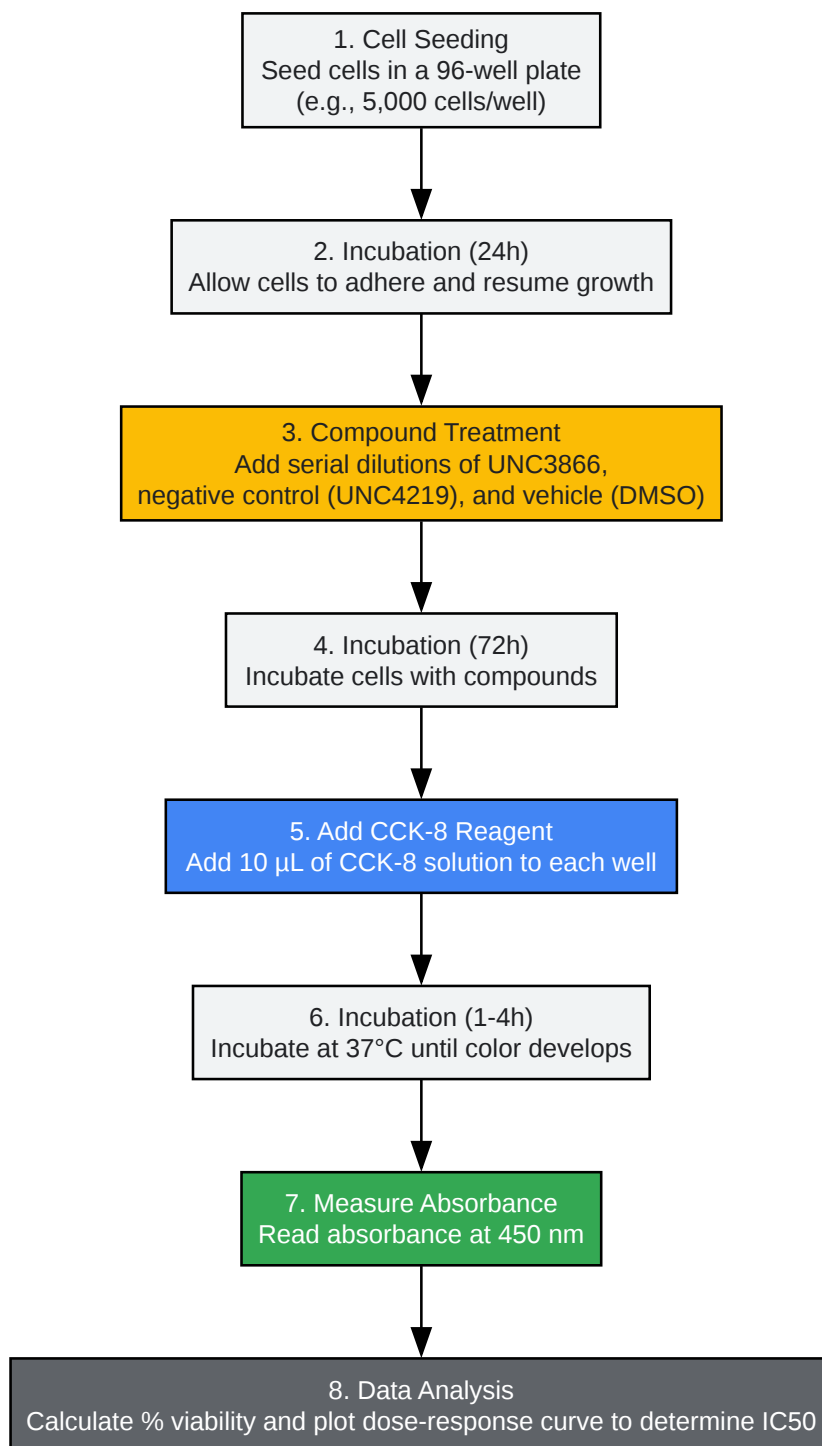 1. Cell Seeding
Seed cells in a 96-well plate
(e.g., 5,000 cells/well)
2. Incubation (24h)
Allow cells to adhere and resume growth
3. Compound Treatment
Add serial dilutions of UNC3866,
negative control (UNC4219), and vehicle (DMSO)
4. Incubation (72h)
Incubate cells with compounds
5. Add CCK-8 Reagent
Add 10 µL of CCK-8 solution to each well
6. Incubation (1-4h)
Incubate at 37°C until color develops
7. Measure Absorbance
Read absorbance at 450 nm
8. Data Analysis
Calculate % viability and plot dose-response curve to determine IC50